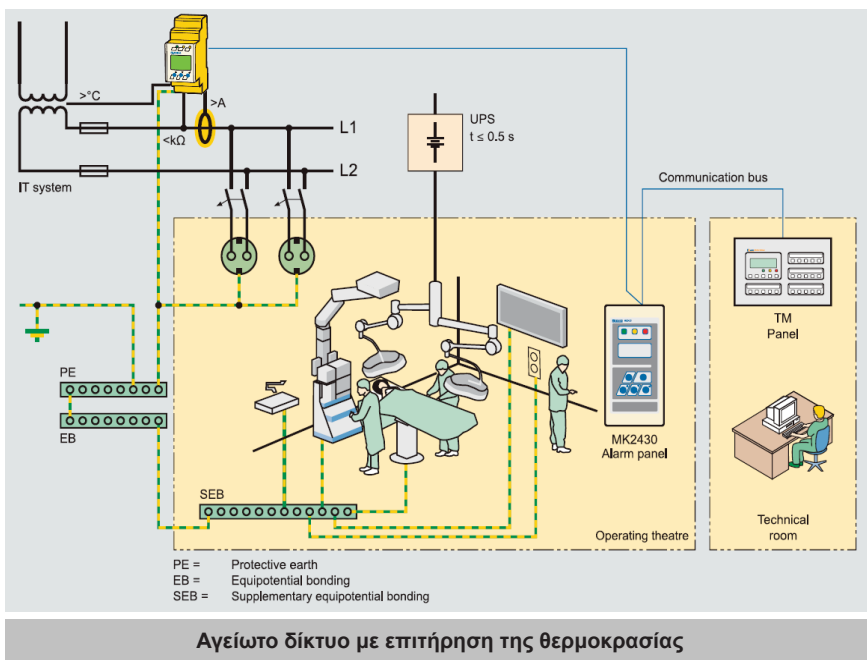 >°C
>A
<kΩ
L1
L2
IT system
UPS
t ≤ 0.5 s
Communication bus
TM
Panel
PE
EB
MK2430
Alarm panel
SEB
Operating theatre
Technical
room
PE = Protective earth
EB = Equipotential bonding
SEB = Supplementary equipotential bonding
Αγείωτο δίκτυο με επιτήρηση της θερμοκρασίας